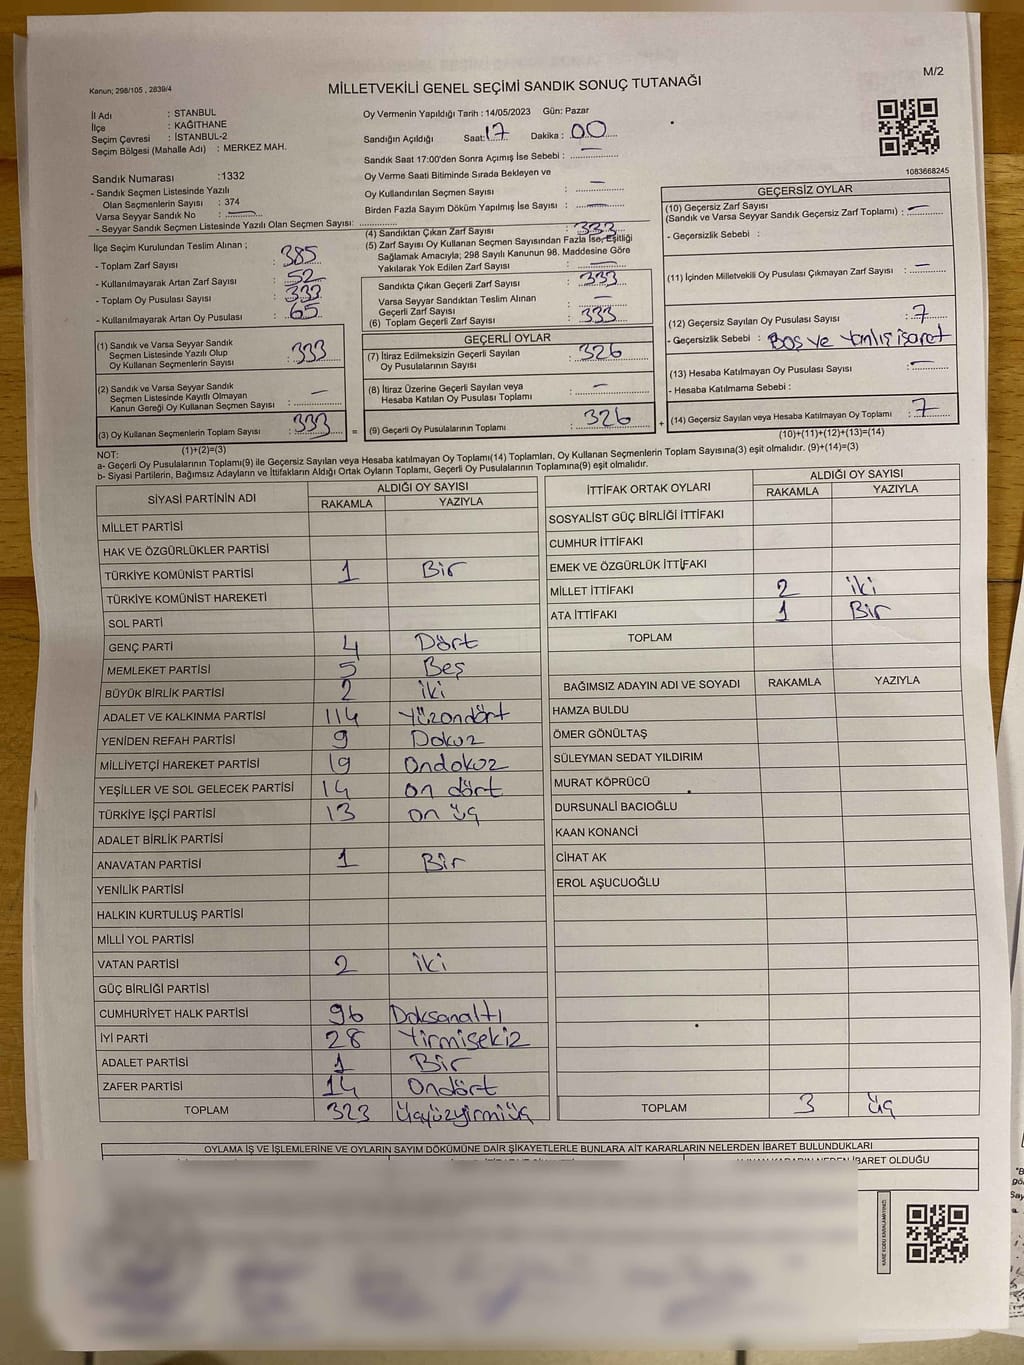 Kanun; 298/105 , 2839/4
MİLLETVEKİLİ GENEL SEÇİMİ SANDIK SONUÇ TUTANAĞI
M/2
İl Adı : STANBUL
İlçe : KAĞITHANE
Seçim Çevresi : İSTANBUL-2
Seçim Bölgesi (Mahalle Adı) : MERKEZ MAH.
Oy Vermenin Yapıldığı Tarih : 14/05/2023 Gün: Pazar
Sandığın Açıldığı Saat: 17 Dakika : 00
Sandık Saat 17:00'den Sonra Açımış İse Sebebi : —
Oy Verme Saati Bitiminde Sırada Bekleyen ve
Oy Kullandırılan Seçmen Sayısı : —
Birden Fazla Sayım Döküm Yapılmış İse Sayısı : —
1083668245
Sandık Numarası :1332
- Sandık Seçmen Listesinde Yazılı
Olan Seçmenlerin Sayısı : 374
Varsa Seyyar Sandık No : —
- Seyyar Sandık Seçmen Listesinde Yazılı Olan Seçmen Sayısı:
İlçe Seçim Kurulundan Teslim Alınan ;
- Toplam Zarf Sayısı : 385
- Kullanılmayarak Artan Zarf Sayısı : 52
- Toplam Oy Pusulası Sayısı : 333
- Kullanılmayarak Artan Oy Pusulası : 65
(1) Sandık ve Varsa Seyyar Sandık
Seçmen Listesinde Yazılı Olup
Oy Kullanan Seçmenlerin Sayısı : 333
(2) Sandık ve Varsa Seyyar Sandık
Seçmen Listesinde Kayıtlı Olmayan
Kanun Gereği Oy Kullanan Seçmen Sayısı : —
(3) Oy Kullanan Seçmenlerin Toplam Sayısı : 333
(1)+(2)=(3)
(4) Sandıktan Çıkan Zarf Sayısı : 333
(5) Zarf Sayısı Oy Kullanan Seçmen Sayısından Fazla İse, Eşitliği
Sağlamak Amacıyla; 298 Sayılı Kanunun 98. Maddesine Göre
Yakılarak Yok Edilen Zarf Sayısı : —
Sandıkta Çıkan Geçerli Zarf Sayısı : 333
Varsa Seyyar Sandıktan Teslim Alınan
Geçerli Zarf Sayısı : —
(6) Toplam Geçerli Zarf Sayısı : 333
GEÇERLİ OYLAR
(7) İtiraz Edilmeksizin Geçerli Sayılan
Oy Pusulalarının Sayısı : 326
(8) İtiraz Üzerine Geçerli Sayılan veya
Hesaba Katılan Oy Pusulası Toplamı : —
= (9) Geçerli Oy Pusulalarının Toplamı : 326
GEÇERSİZ OYLAR
(10) Geçersiz Zarf Sayısı
(Sandık ve Varsa Seyyar Sandık Geçersiz Zarf Toplamı) : —
- Geçersizlik Sebebi :
(11) İçinden Milletvekili Oy Pusulası Çıkmayan Zarf Sayısı : —
(12) Geçersiz Sayılan Oy Pusulası Sayısı : 7
- Geçersizlik Sebebi : Boş ve Yanlış işaret
(13) Hesaba Katılmayan Oy Pusulası Sayısı : —
- Hesaba Katılmama Sebebi :
+ (14) Geçersiz Sayılan veya Hesaba Katılmayan Oy Toplamı : 7
(10)+(11)+(12)+(13)=(14)
NOT:
a- Geçerli Oy Pusulalarının Toplamı(9) ile Geçersiz Sayılan veya Hesaba katılmayan Oy Toplamı(14) Toplamları, Oy Kullanan Seçmenlerin Toplam Sayısına(3) eşit olmalıdır. (9)+(14)=(3)
b- Siyasi Partilerin, Bağımsız Adayların ve İttifakların Aldığı Ortak Oyların Toplamı, Geçerli Oy Pusulalarının Toplamına(9) eşit olmalıdır.
SİYASİ PARTİNİN ADI
ALDIĞI OY SAYISI
RAKAMLA YAZIYLA
MİLLET PARTİSİ
HAK VE ÖZGÜRLÜKLER PARTİSİ
TÜRKİYE KOMÜNİST PARTİSİ 1 Bir
TÜRKİYE KOMÜNİST HAREKETİ
SOL PARTİ
GENÇ PARTİ 4 Dört
MEMLEKET PARTİSİ 5 Beş
BÜYÜK BİRLİK PARTİSİ 2 iki
ADALET VE KALKINMA PARTİSİ 114 Yüzondört
YENİDEN REFAH PARTİSİ 9 Dokuz
MİLLİYETÇİ HAREKET PARTİSİ 19 Ondokuz
YEŞİLLER VE SOL GELECEK PARTİSİ 14 on dört
TÜRKİYE İŞÇİ PARTİSİ 13 on üç
ADALET BİRLİK PARTİSİ
ANAVATAN PARTİSİ 1 Bir
YENİLİK PARTİSİ
HALKIN KURTULUŞ PARTİSİ
MİLLİ YOL PARTİSİ
VATAN PARTİSİ 2 iki
GÜÇ BİRLİĞİ PARTİSİ
CUMHURİYET HALK PARTİSİ 96 Doksanaltı
İYİ PARTİ 28 Yirmisekiz
ADALET PARTİSİ 1 Bir
ZAFER PARTİSİ 14 Ondört
TOPLAM 323 üçyüzyirmiüç
İTTİFAK ORTAK OYLARI
ALDIĞI OY SAYISI
RAKAMLA YAZIYLA
SOSYALİST GÜÇ BİRLİĞİ İTTİFAKI
CUMHUR İTTİFAKI
EMEK VE ÖZGÜRLÜK İTTİFAKI
MİLLET İTTİFAKI 2 iki
ATA İTTİFAKI 1 Bir
TOPLAM
BAĞIMSIZ ADAYIN ADI VE SOYADI RAKAMLA YAZIYLA
HAMZA BULDU
ÖMER GÖNÜLTAŞ
SÜLEYMAN SEDAT YILDIRIM
MURAT KÖPRÜCÜ
DURSUNALİ BACIOĞLU
KAAN KONANCİ
CİHAT AK
EROL AŞUCUOĞLU
TOPLAM 3 üç
OYLAMA İŞ VE İŞLEMLERİNE VE OYLARIN SAYIM DÖKÜMÜNE DAİR ŞİKAYETLERLE BUNLARA AİT KARARLARIN NELERDEN İBARET BULUNDUKLARI
İBARET OLDUĞU